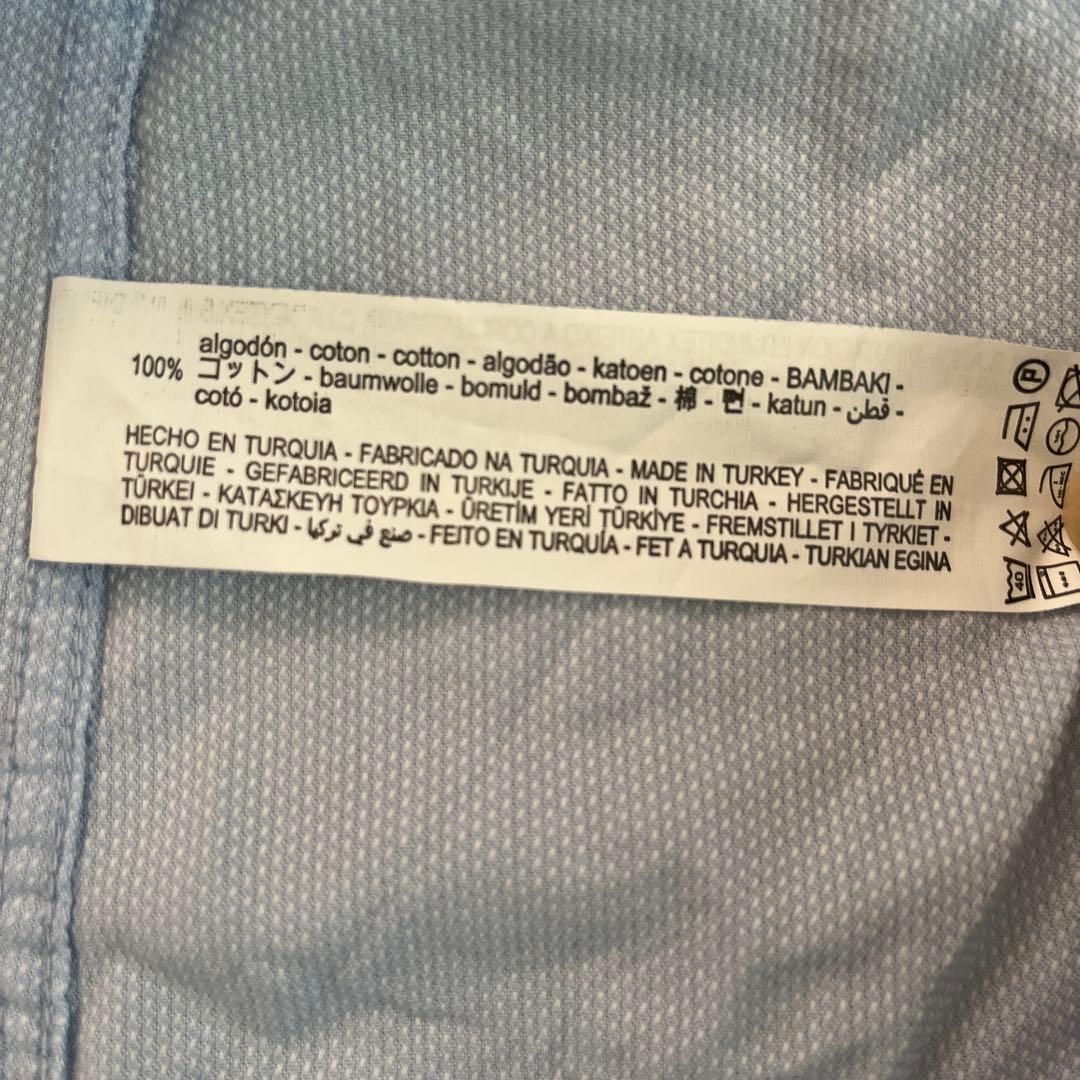 algodón - coton - cotton - algodão - katoen - cotone - BAMBAKI -
100% コットン - baumwolle - bomuld - bombaž - 棉 - 면 - katun - قطن -
cotó - kotoia
HECHO EN TURQUIA - FABRICADO NA TURQUIA - MADE IN TURKEY - FABRIQUÉ EN
TURQUIE - GEFABRICEERD IN TURKIJE - FATTO IN TURCHIA - HERGESTELLT IN
TÜRKEI - ΚΑΤΑΣΚΕΥΗ ΤΟΥΡΚΙΑ - ÜRETİM YERİ TÜRKİYE - FREMSTILLET I TYRKIET -
DIBUAT DI TURKI - صنع في تركيا - FEITO EN TURQUÍA - FET A TURQUIA - TURKIAN EGINA
P
40